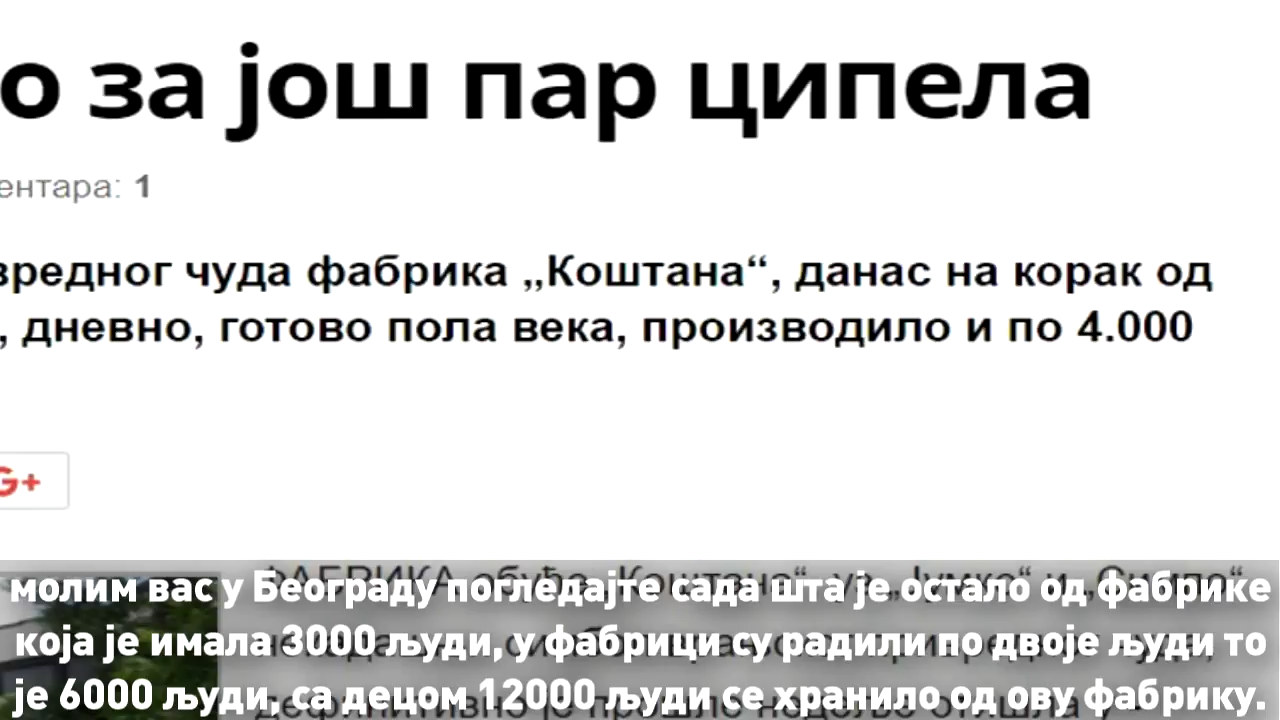 о за још пар ципела
ентара: 1
вредног чуда фабрика „Коштана“, данас на корак од
, дневно, готово пола века, производило и по 4.000
G+
молим вас у Београду погледајте сада шта је остало од фабрике
која је имала 3000 људи, у фабрици су радили по двоје људи то
је 6000 људи, са децом 12000 људи се хранило од ову фабрику.